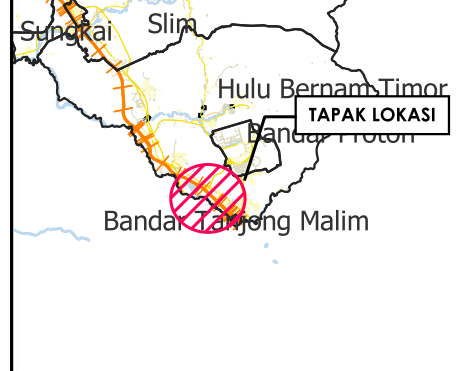 Slim
Sungkai
Hulu Bernam Timor
TAPAK LOKASI
Bandar Proton
Bandar Tanjong Malim